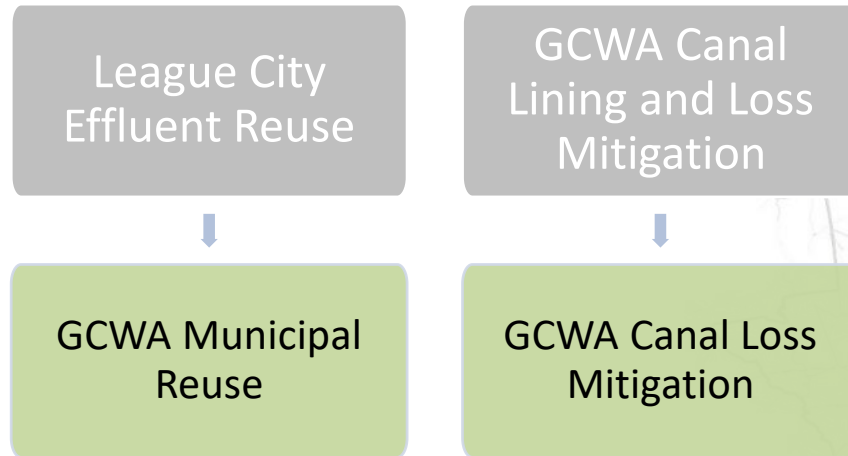 League City
Effluent Reuse
GCWA Canal
Lining and Loss
Mitigation
GCWA Municipal
Reuse
GCWA Canal Loss
Mitigation